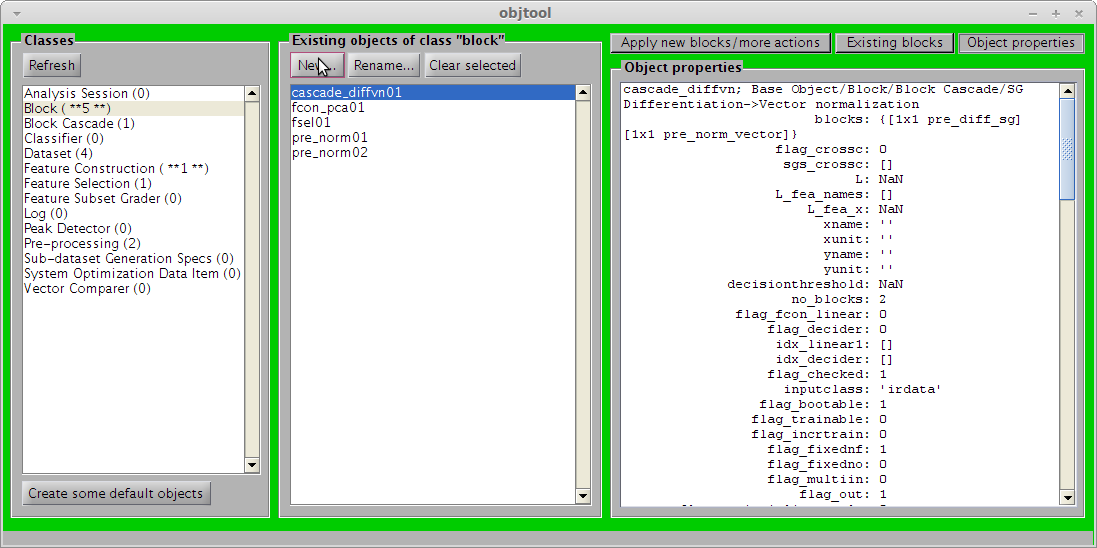 objtool
Classes
Refresh
Analysis Session (0)
Block ( **5 **)
Block Cascade (1)
Classifier (0)
Dataset (4)
Feature Construction ( **1 **)
Feature Selection (1)
Feature Subset Grader (0)
Log (0)
Peak Detector (0)
Pre-processing (2)
Sub-dataset Generation Specs (0)
System Optimization Data Item (0)
Vector Comparer (0)
Create some default objects
Existing objects of class "block"
New...
Rename...
Clear selected
cascade_diffvn01
fcon_pca01
fsel01
pre_norm01
pre_norm02
Apply new blocks/more actions
Existing blocks
Object properties
Object properties
cascade_diffvn; Base Object/Block/Block Cascade/SG
Differentiation->Vector normalization
blocks: {[1x1 pre_diff_sg]
[1x1 pre_norm_vector]}
flag_crossc: 0
sgs_crossc: []
L: NaN
L_fea_names: []
L_fea_x: NaN
xname: ''
xunit: ''
yname: ''
yunit: ''
decisionthreshold: NaN
no_blocks: 2
flag_fcon_linear: 0
flag_decider: 0
idx_linear1: []
idx_decider: []
flag_checked: 1
inputclass: 'irdata'
flag_bootable: 1
flag_trainable: 0
flag_incrtrain: 0
flag_fixednf: 1
flag_fixedno: 0
flag_multiin: 0
flag_out: 1